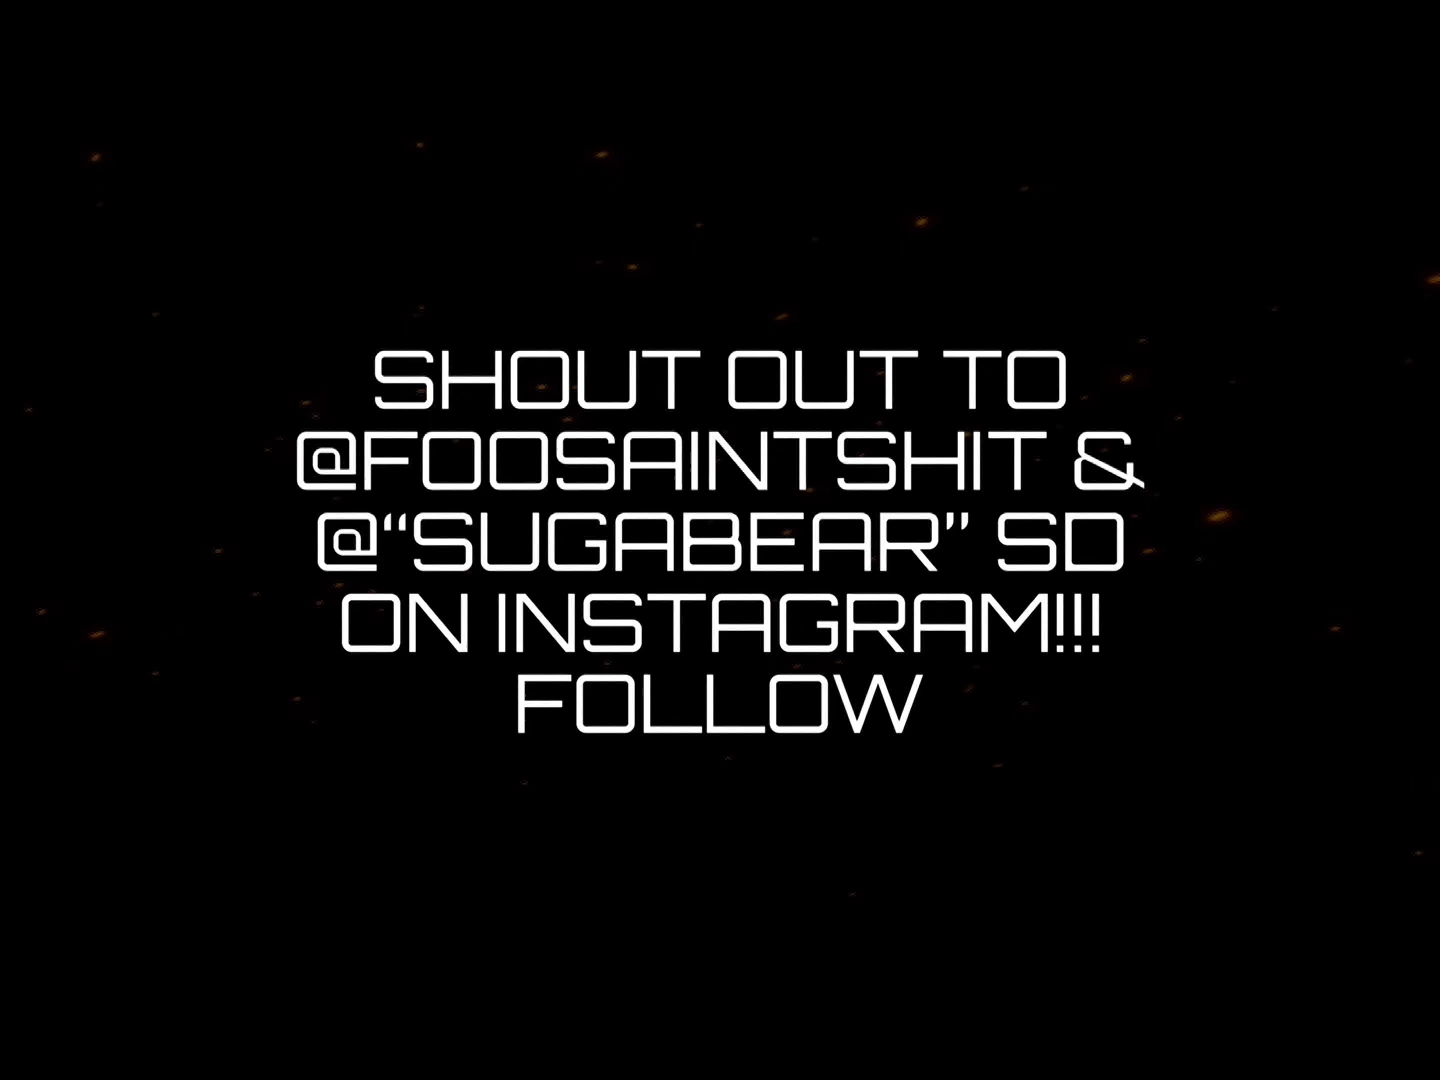 SHOUT OUT TO
@FOOSAINTSHIT &
@“SUGABEAR” SD
ON INSTAGRAM!!!
FOLLOW